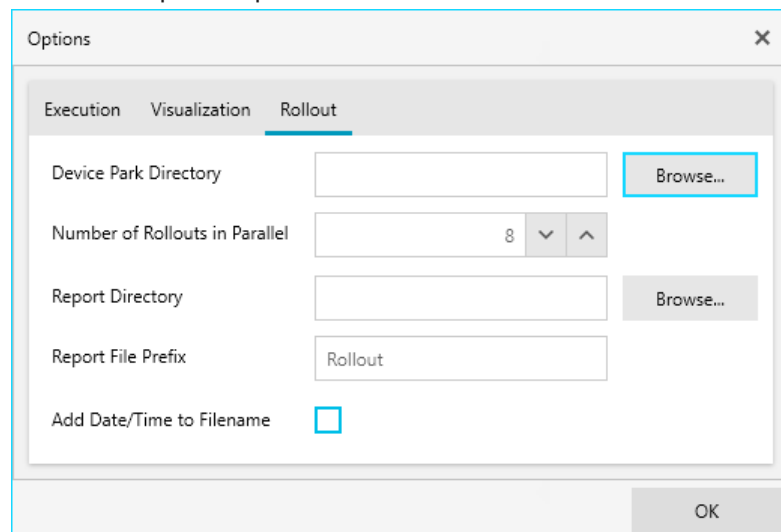 Options
Execution Visualization Rollout
Device Park Directory Browse...
Number of Rollouts in Parallel 8
Report Directory Browse...
Report File Prefix Rollout
Add Date/Time to Filename
OK